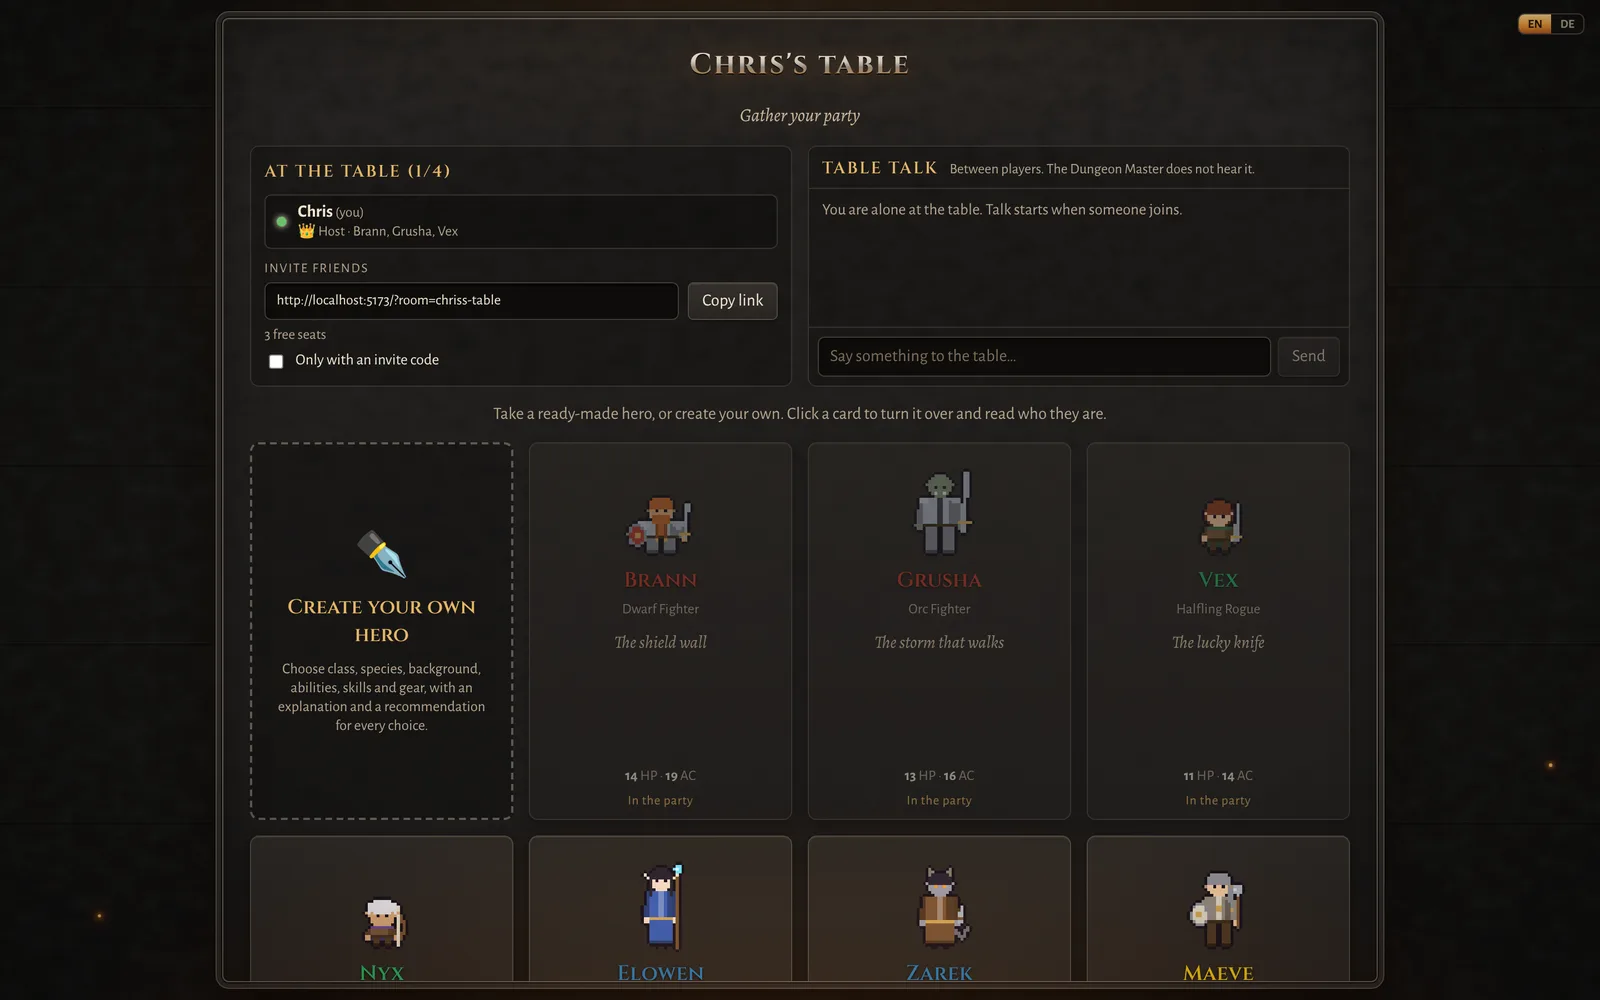 EN DE
Chris's table
Gather your party
At the table (1/4)
Chris (you)
Host · Brann, Grusha, Vex
INVITE FRIENDS
http://localhost:5173/?room=chriss-table
Copy link
3 free seats
Only with an invite code
Table talk Between players. The Dungeon Master does not hear it.
You are alone at the table. Talk starts when someone joins.
Say something to the table...
Send
Take a ready-made hero, or create your own. Click a card to turn it over and read who they are.
Create your own
hero
Choose class, species, background,
abilities, skills and gear, with an
explanation and a recommendation
for every choice.
Brann
Dwarf Fighter
The shield wall
14 HP · 19 AC
In the party
Grusha
Orc Fighter
The storm that walks
13 HP · 16 AC
In the party
Vex
Halfling Rogue
The lucky knife
11 HP · 14 AC
In the party
Nyx
Elowen
Zarek
Maeve